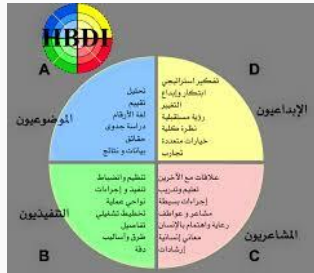 HBDI
A
D
الموضوعيون
تحليل
تقييم
لغة الأرقام
دراسة جدوى
حقائق
بيانات و نتائج
الإبداعيون
تفكير استراتيجي
ابتكار وإبداع
التغيير
رؤية مستقبلية
نظرة كلية
خيارات متعددة
تجارب
التنفيذيون
تنظيم وانضباط
تنفيذ و إجراءات
نواحي عملية
تخطيط تشغيلي
تفاصيل
طرق وأساليب
دقة
المشاعريون
علاقات مع الآخرين
تعليم وتدريب
إجراءات بسيطة
مشاعر و عواطف
رعاية واهتمام بالإنسان
معاني إنسانية
إرشادات
B
C